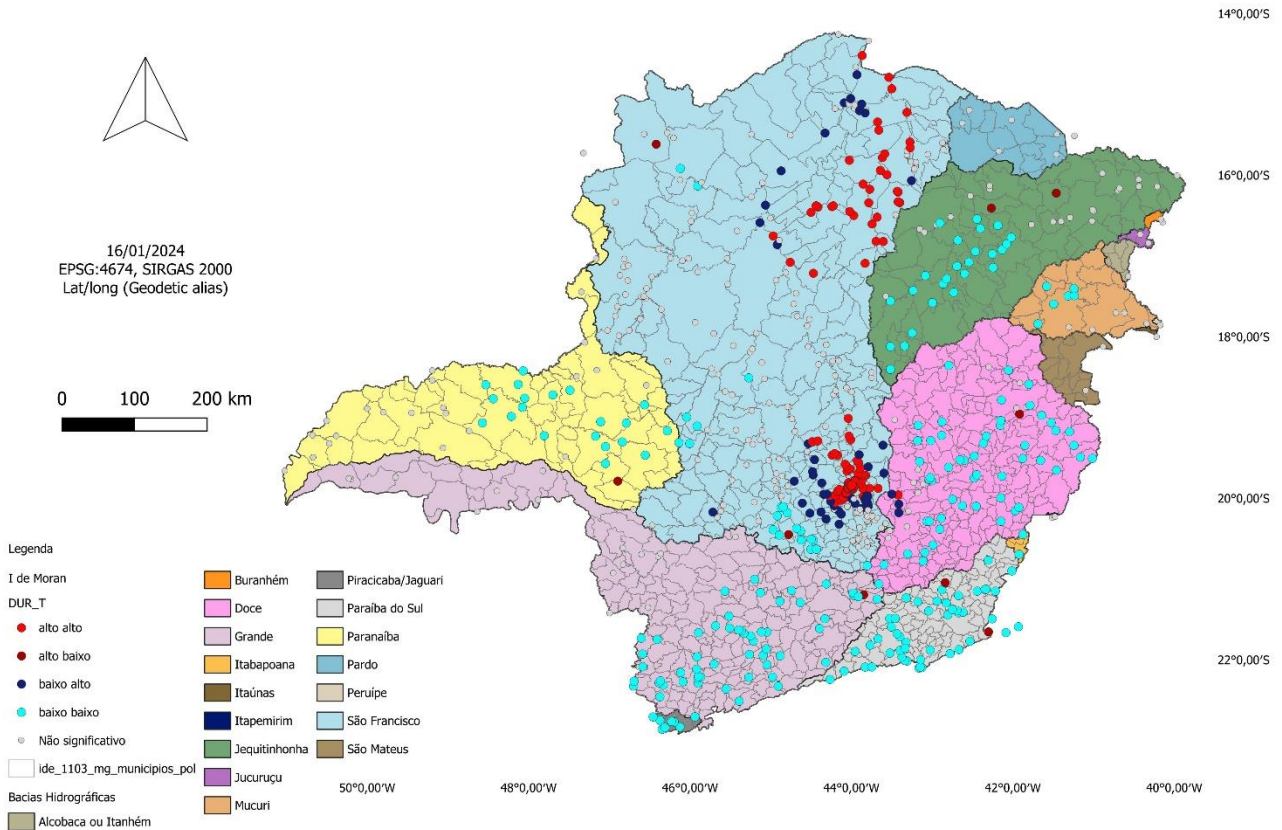 14°0,00'S
16°0,00'S
18°0,00'S
20°0,00'S
22°0,00'S
16/01/2024
EPSG:4674, SIRGAS 2000
Lat/long (Geodetic alias)
0 100 200 km
Legenda
I de Moran
DUR_T
alto alto
alto baixo
baixo alto
baixo baixo
Não significativo
ide_1103_mg_municipios_pol
Bacias Hidrográficas
Alcobaca ou Itanhém
Buranhém
Doce
Grande
Itabapoana
Itaúnas
Itapemirim
Jequitinhonha
Jucuruçu
Mucuri
Piracicaba/Jaguari
Paraíba do Sul
Paranaíba
Pardo
Peruípe
São Francisco
São Mateus
50°0,00'W 48°0,00'W 46°0,00'W 44°0,00'W 42°0,00'W 40°0,00'W